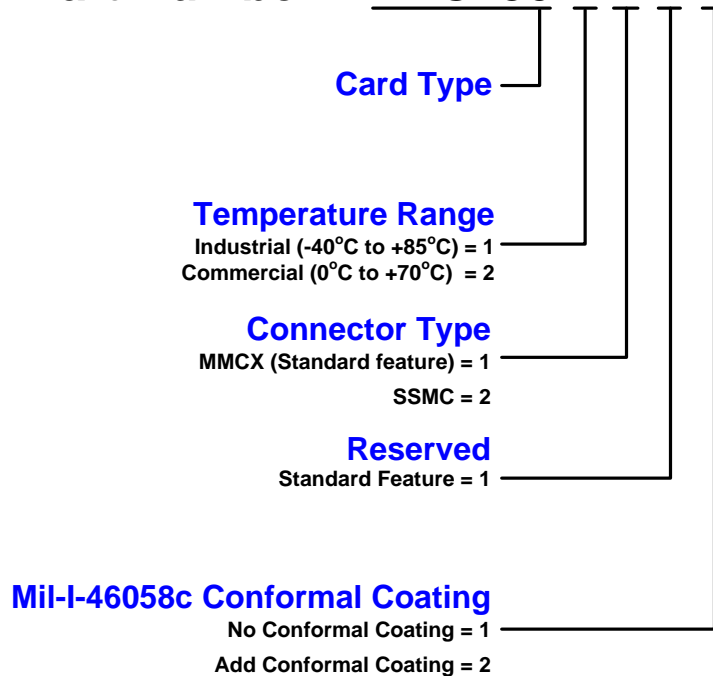 Card Type
Temperature Range
Industrial (-40°C to +85°C) = 1
Commercial (0°C to +70°C) = 2
Connector Type
MMCX (Standard feature) = 1
SSMC = 2
Reserved
Standard Feature = 1
Mil-I-46058c Conformal Coating
No Conformal Coating = 1
Add Conformal Coating = 2